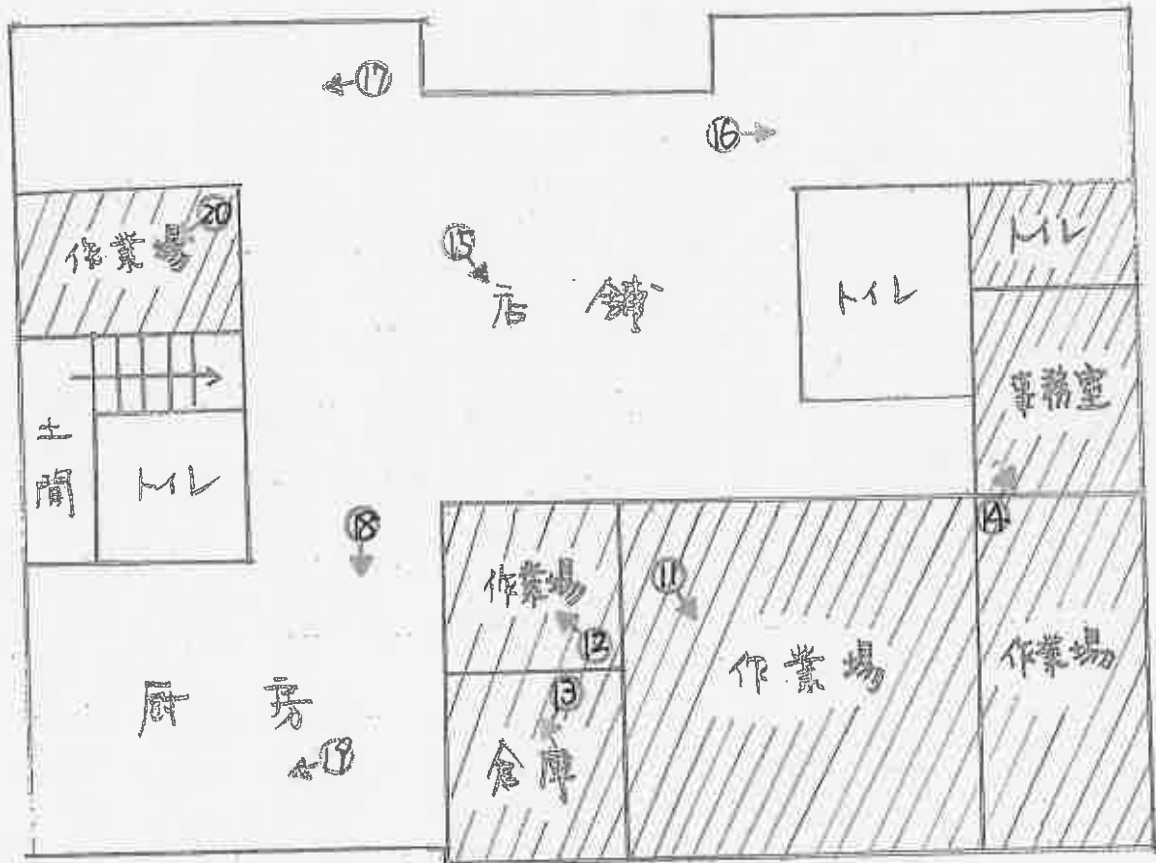 ⑰
⑯
⑳
作業場
⑮
店舗
トイレ
トイレ
事務室
土間
トイレ
⑱
⑭
作業場
⑫
⑪
作業場
作業場
⑬
倉庫
厨房
⑲